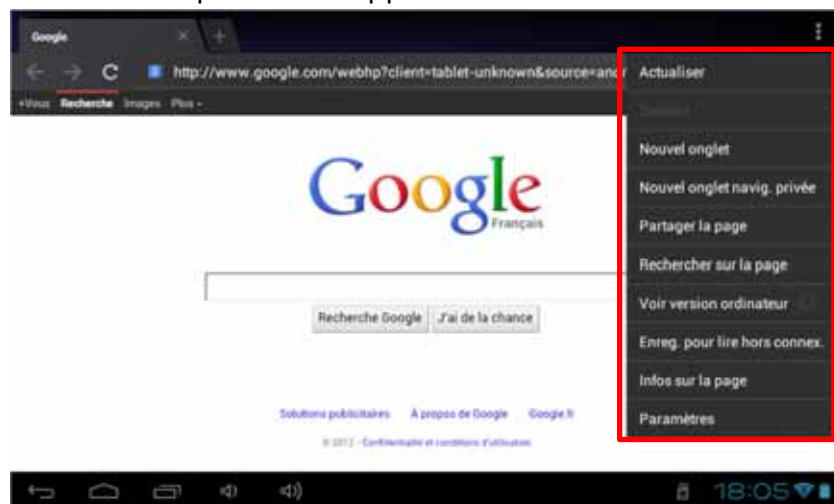 Google
http://www.google.com/webhp?client=tablet-unknown&source=andr
+Vous Recherche Images Plus
Actualiser
Nouvel onglet
Nouvel onglet navig. privée
Partager la page
Rechercher sur la page
Voir version ordinateur
Enreg. pour lire hors connex.
Infos sur la page
Paramètres
Google
Français
Recherche Google J'ai de la chance
Solutions publicitaires À propos de Google Google.fr
© 2012 - Confidentialité et conditions d'utilisation
18:05